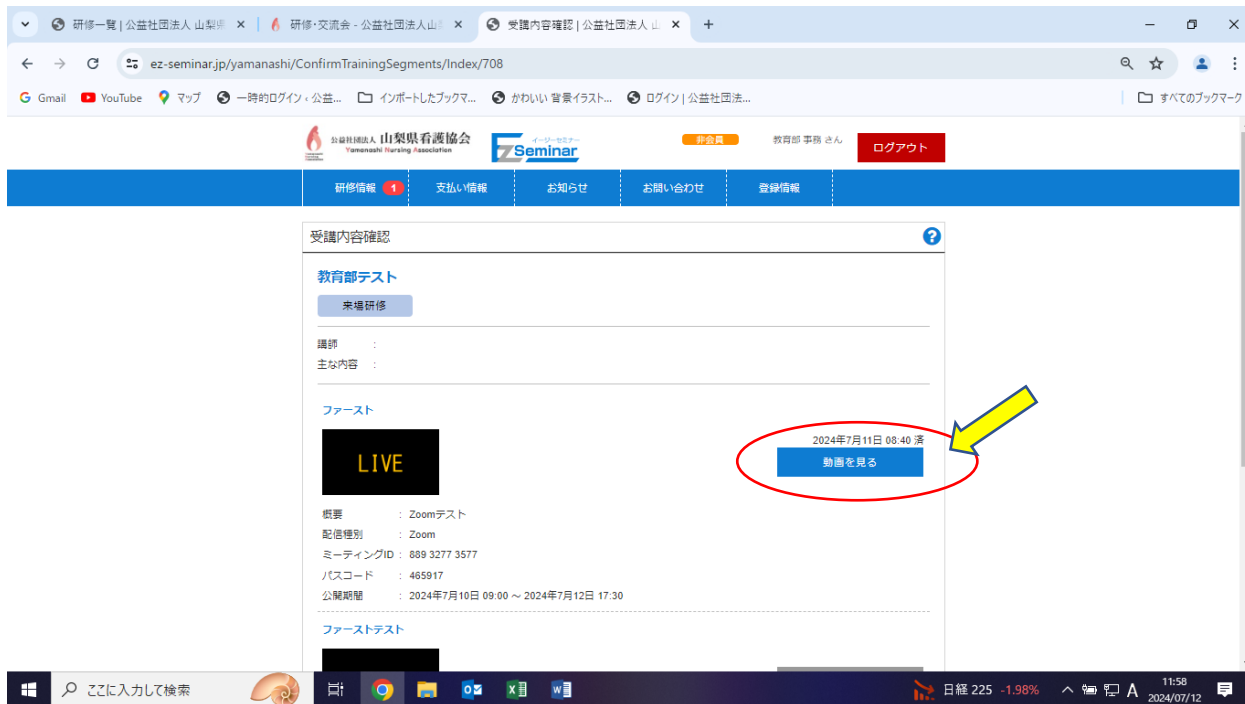 研修一覧 | 公益社団法人 山梨県
研修・交流会 - 公益社団法人山
受講内容確認 | 公益社団法人 山
ez-seminar.jp/yamanashi/ConfirmTrainingSegments/Index/708
Gmail YouTube マップ 一時的ログイン ‹ 公益... インポートしたブックマ... かわいい 背景イラスト... ログイン | 公益社団法... すべてのブックマーク
公益社団法人 山梨県看護協会
Yamanashi Nursing Association
イージーセミナー
EZ Seminar
非会員 教育部 事務 さん ログアウト
研修情報 1 支払い情報 お知らせ お問い合わせ 登録情報
受講内容確認 ?
教育部テスト
来場研修
講師 :
主な内容 :
ファースト
LIVE
2024年7月11日 08:40 済
動画を見る
概要 : Zoomテスト
配信種別 : Zoom
ミーティングID : 889 3277 3577
パスコード : 465917
公開期間 : 2024年7月10日 09:00 ～ 2024年7月12日 17:30
ファーストテスト
ここに入力して検索
日経 225 -1.98%
A
11:58
2024/07/12